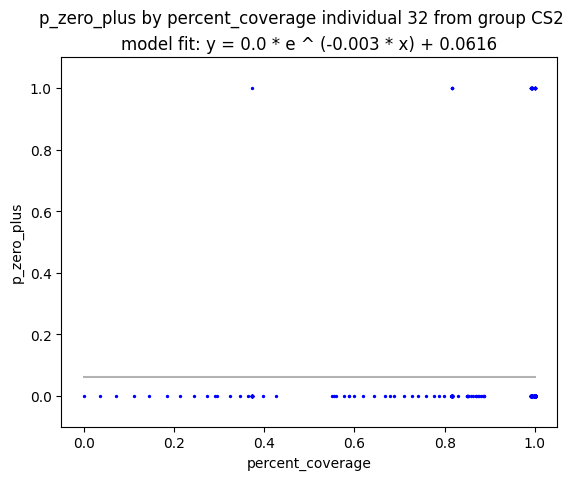 p_zero_plus by percent_coverage individual 32 from group CS2
model fit: y = 0.0 * e ^ (-0.003 * x) + 0.0616
1.0
0.8
0.6
0.4
0.2
0.0
p_zero_plus
0.0 0.2 0.4 0.6 0.8 1.0
percent_coverage